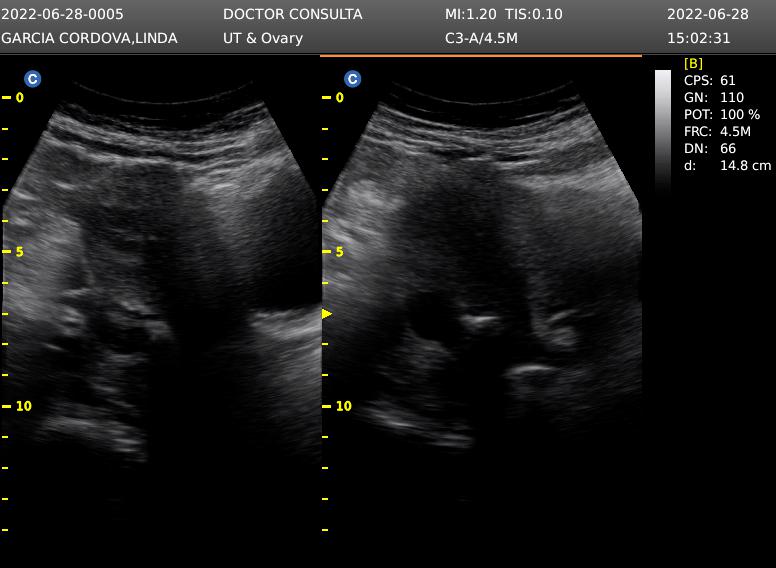 2022-06-28-0005 DOCTOR CONSULTA MI:1.20 TIS:0.10 2022-06-28
GARCIA CORDOVA,LINDA UT & Ovary C3-A/4.5M 15:02:31
C C
[B]
0 0
CPS: 61
GN: 110
POT: 100 %
FRC: 4.5M
DN: 66
d: 14.8 cm
5 5
10 10